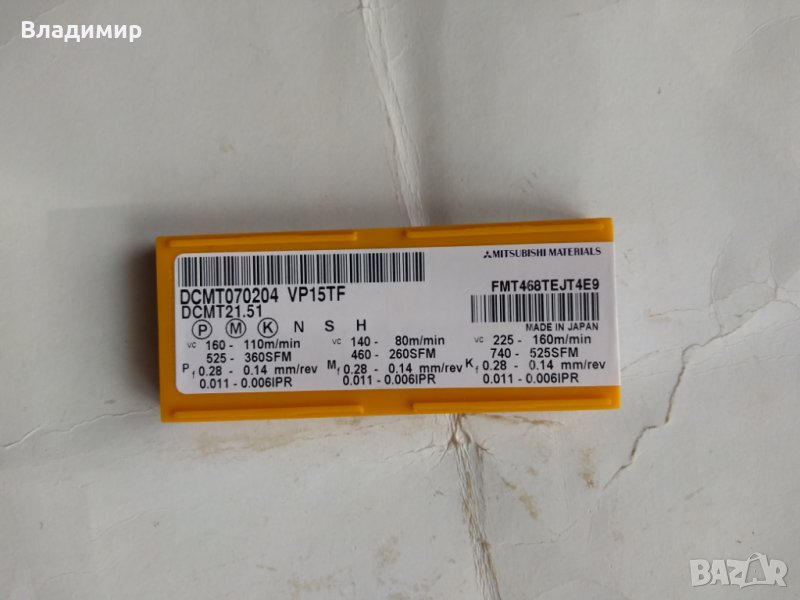 Владимир
MITSUBISHI MATERIALS
DCMT070204 VP15TF
DCMT21.51
FMT468TEJT4E9
MADE IN JAPAN
P M K N S H
vc 160 - 110m/min vc 140 - 80m/min vc 225 - 160m/min
525 - 360SFM 460 - 260SFM 740 - 525SFM
P f 0.28 - 0.14 mm/rev M f 0.28 - 0.14 mm/rev K f 0.28 - 0.14 mm/rev
0.011 - 0.006IPR 0.011 - 0.006IPR 0.011 - 0.006IPR
BAZAR